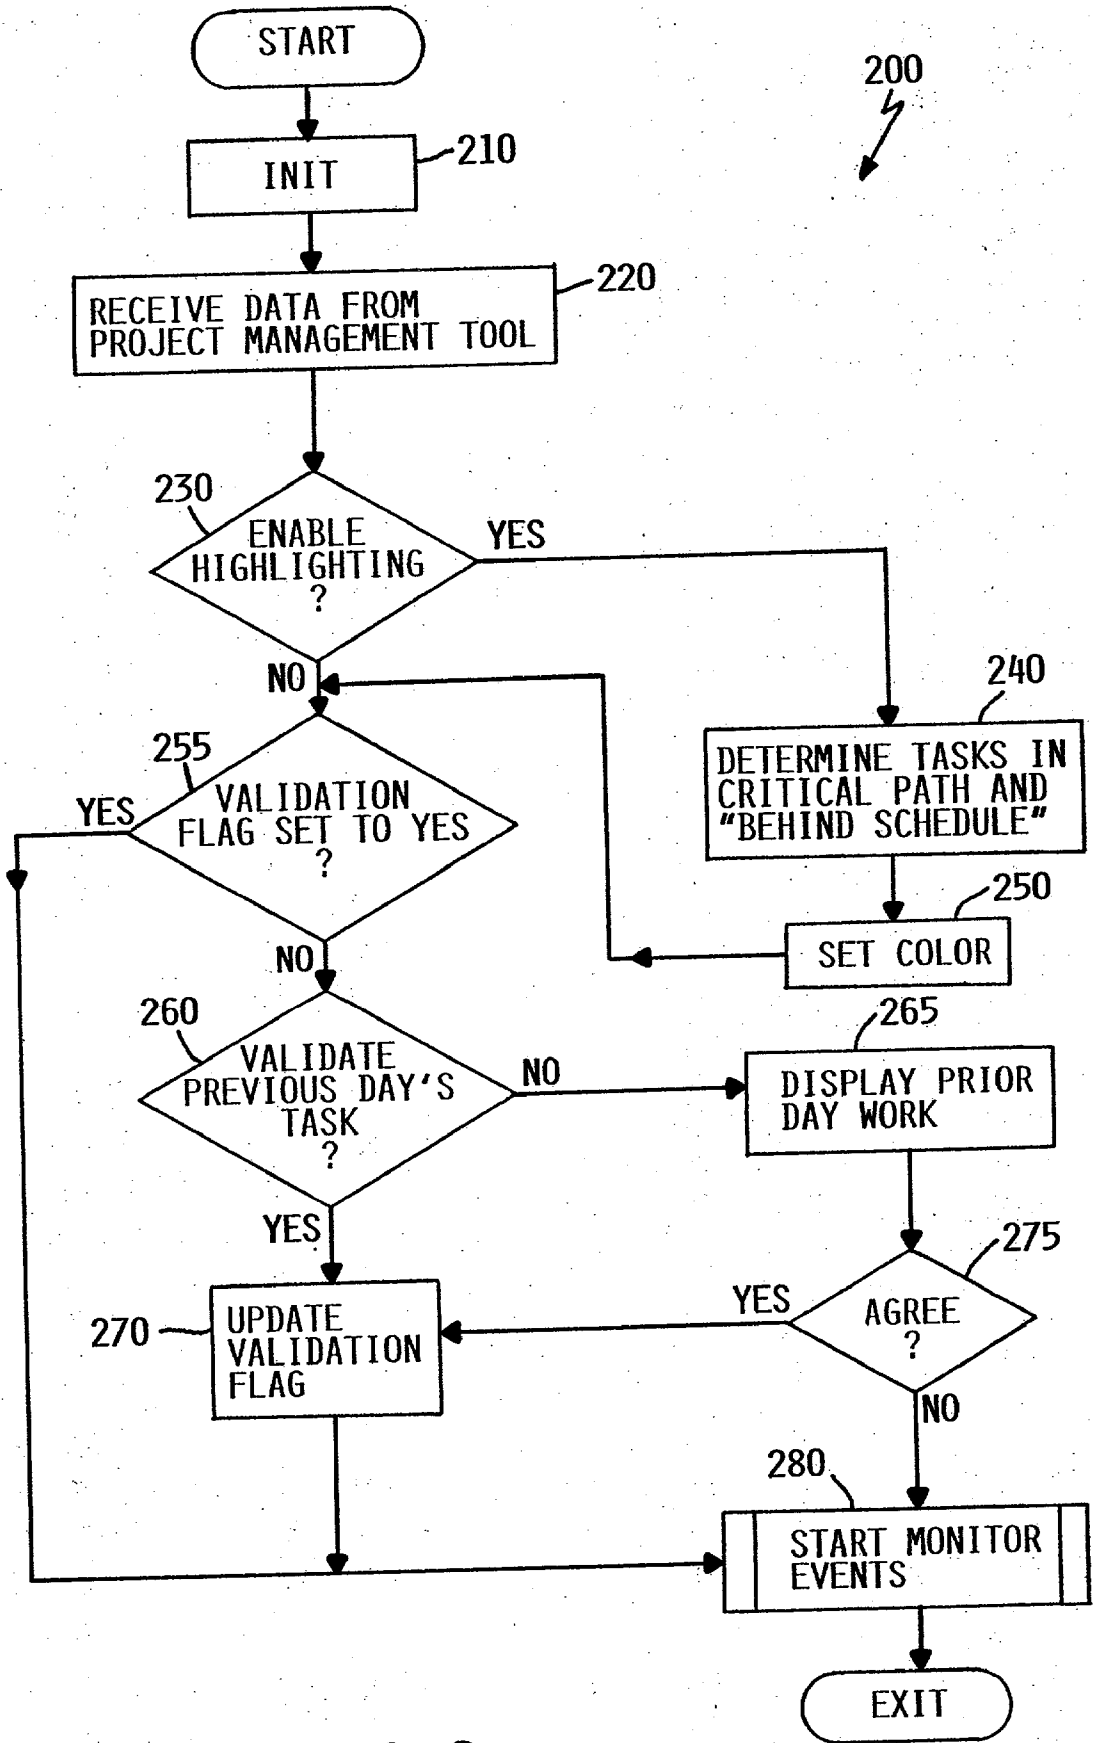 START
200
INIT
210
RECEIVE DATA FROM
PROJECT MANAGEMENT TOOL
220
230
ENABLE
HIGHLIGHTING
?
YES
NO
240
DETERMINE TASKS IN
CRITICAL PATH AND
"BEHIND SCHEDULE"
255
VALIDATION
FLAG SET TO YES
?
YES
NO
250
SET COLOR
260
VALIDATE
PREVIOUS DAY'S
TASK
?
NO
YES
265
DISPLAY PRIOR
DAY WORK
275
AGREE
?
YES
NO
270
UPDATE
VALIDATION
FLAG
280
START MONITOR
EVENTS
EXIT